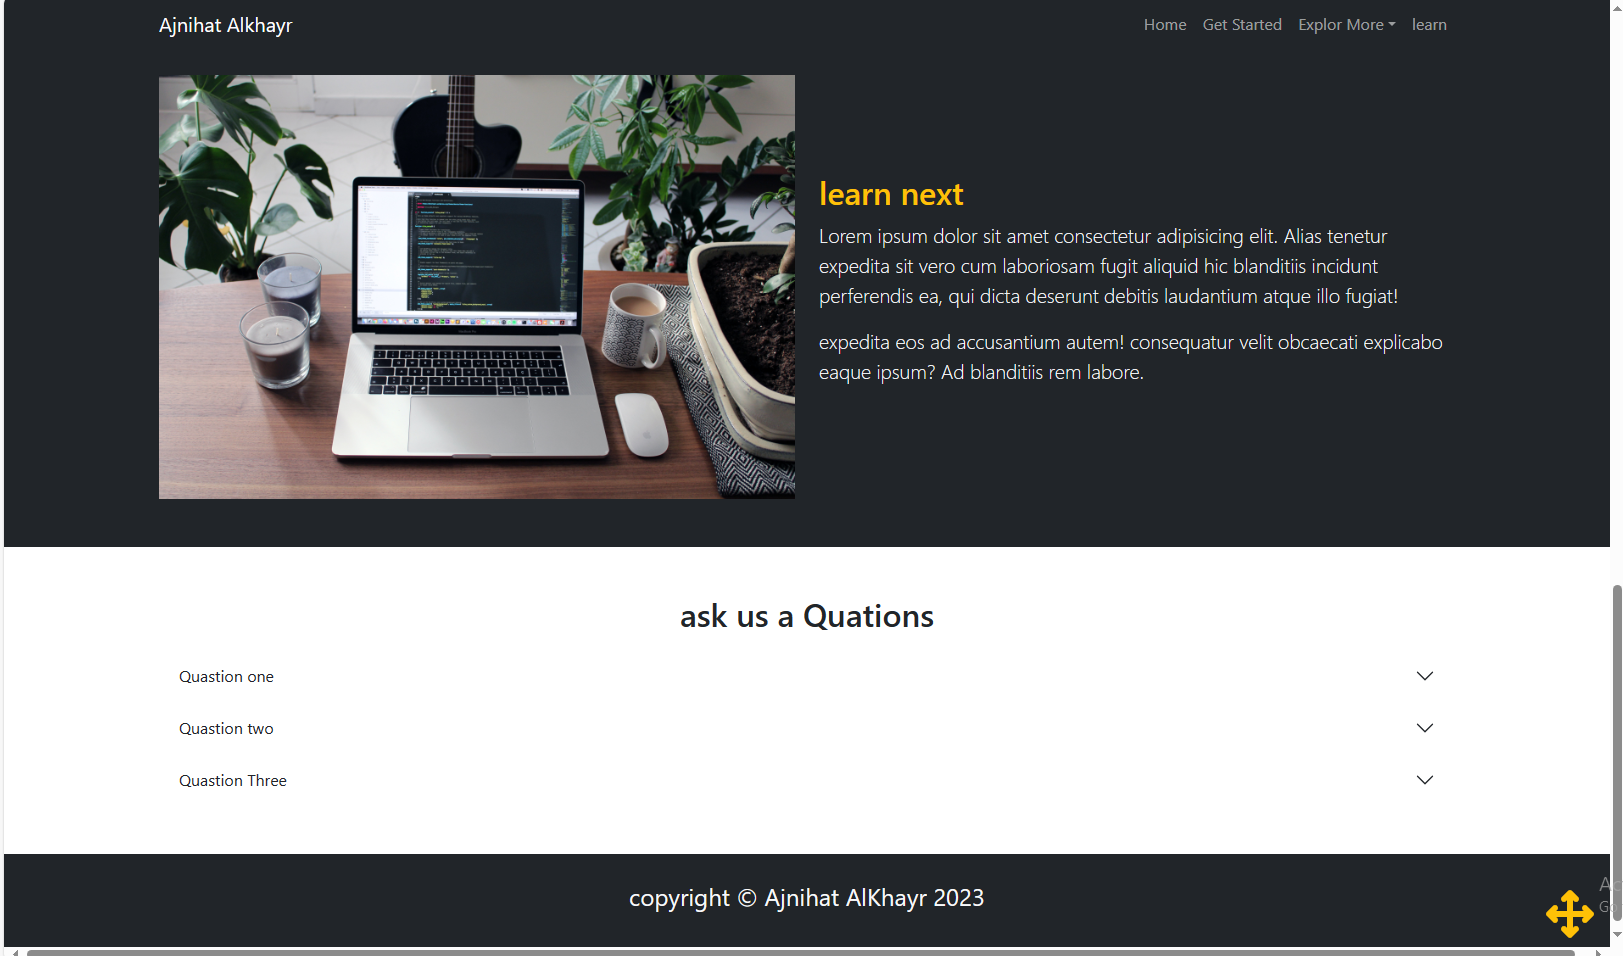 Ajnihat Alkhayr
Home Get Started Explor More learn
learn next
Lorem ipsum dolor sit amet consectetur adipisicing elit. Alias tenetur
expedita sit vero cum laboriosam fugit aliquid hic blanditiis incidunt
perferendis ea, qui dicta deserunt debitis laudantium atque illo fugiat!
expedita eos ad accusantium autem! consequatur velit obcaecati explicabo
eaque ipsum? Ad blanditiis rem labore.
ask us a Quations
Quastion one
Quastion two
Quastion Three
copyright © Ajnihat AlKhayr 2023